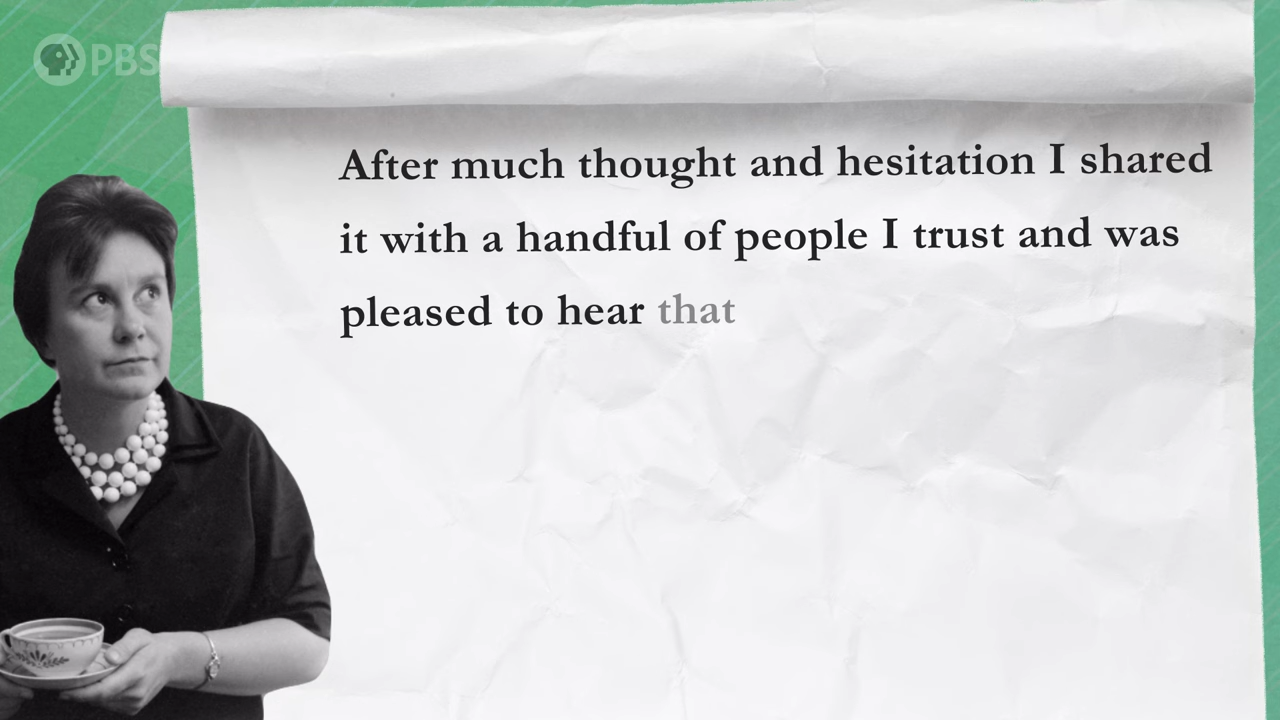 PBS
After much thought and hesitation I shared
it with a handful of people I trust and was
pleased to hear that